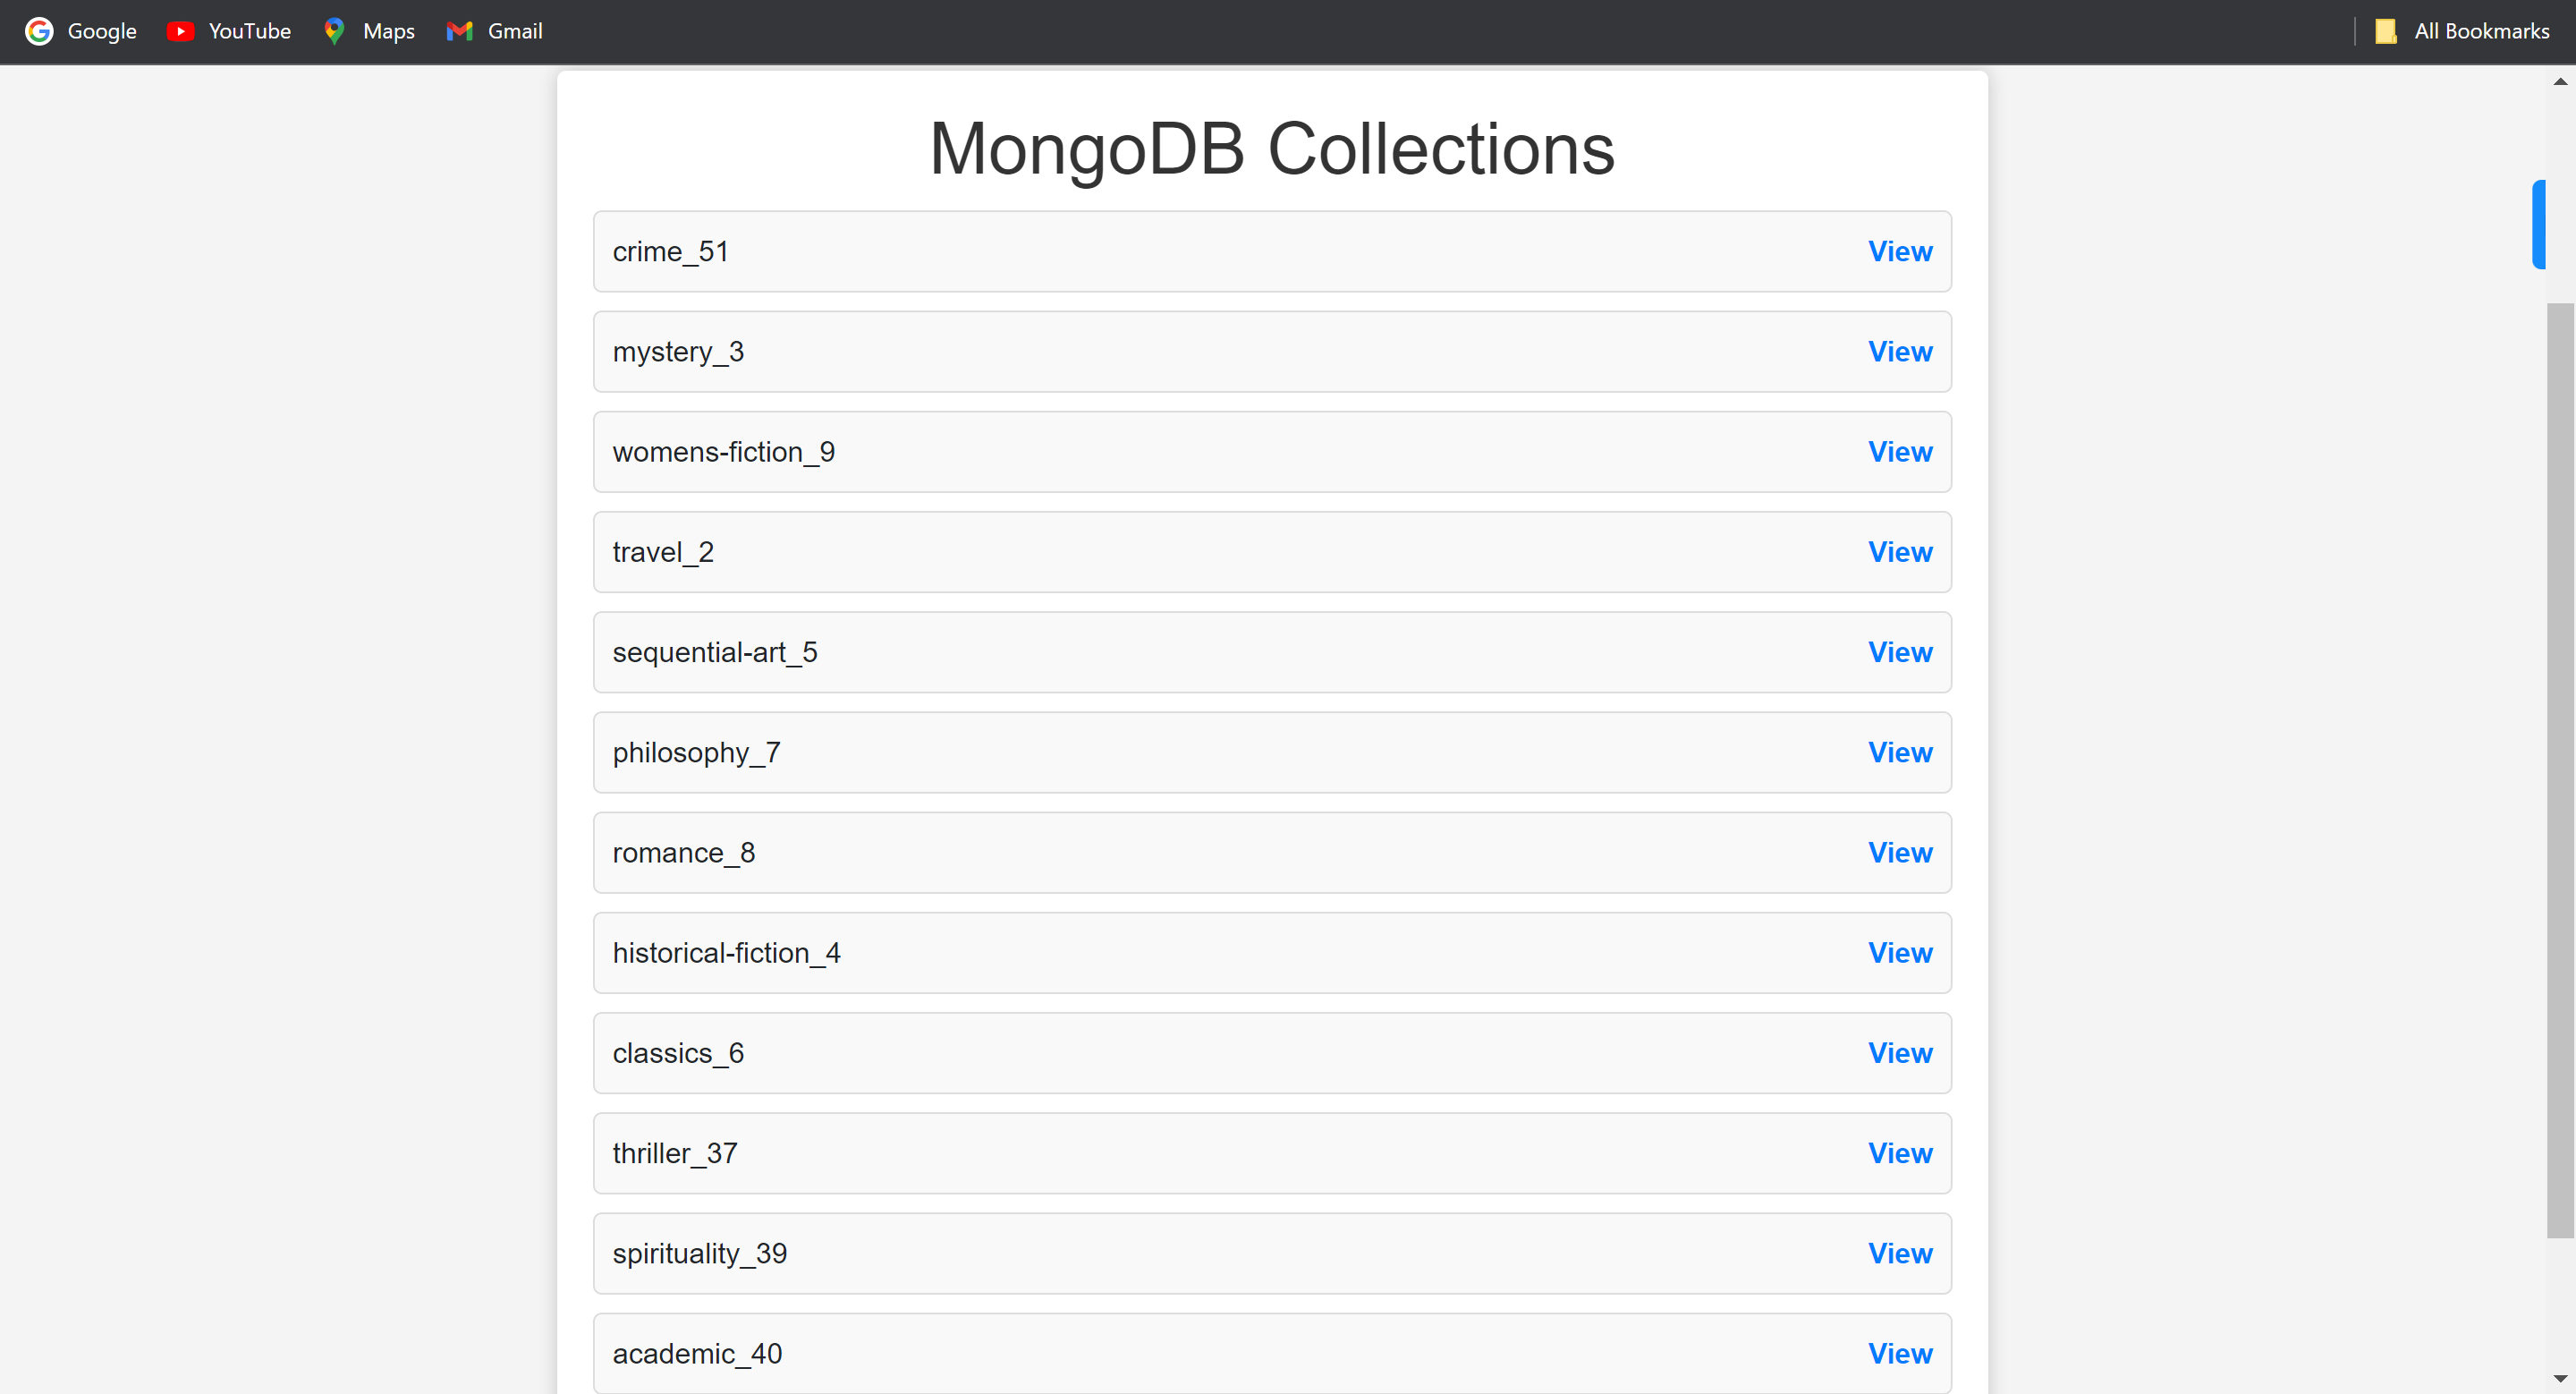 Google YouTube Maps Gmail All Bookmarks
MongoDB Collections
crime_51 View
mystery_3 View
womens-fiction_9 View
travel_2 View
sequential-art_5 View
philosophy_7 View
romance_8 View
historical-fiction_4 View
classics_6 View
thriller_37 View
spirituality_39 View
academic_40 View